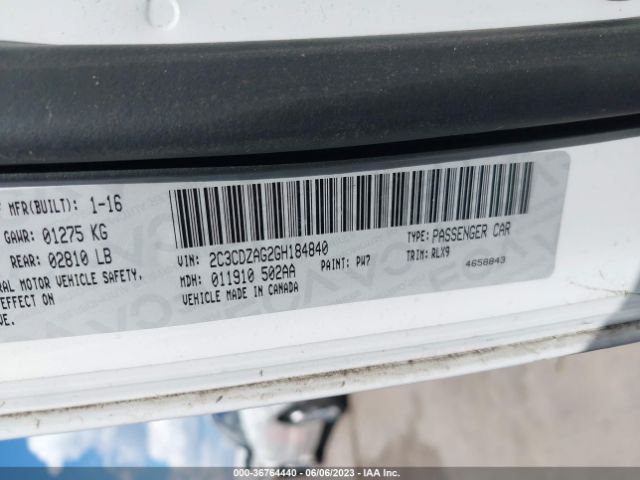 MFR(BUILT): 1-16
GAWR: 01275 KG
REAR: 02810 LB
MOTOR VEHICLE SAFETY.
EFFECT ON
VIN: 2C3CDZAG2GH184840
TYPE: PASSENGER CAR
MDH: 011910 502AA
PAINT: PW7
TRIM: RLX9
VEHICLE MADE IN CANADA
4658843
000-36764440 - 06/06/2023 - IAA Inc.